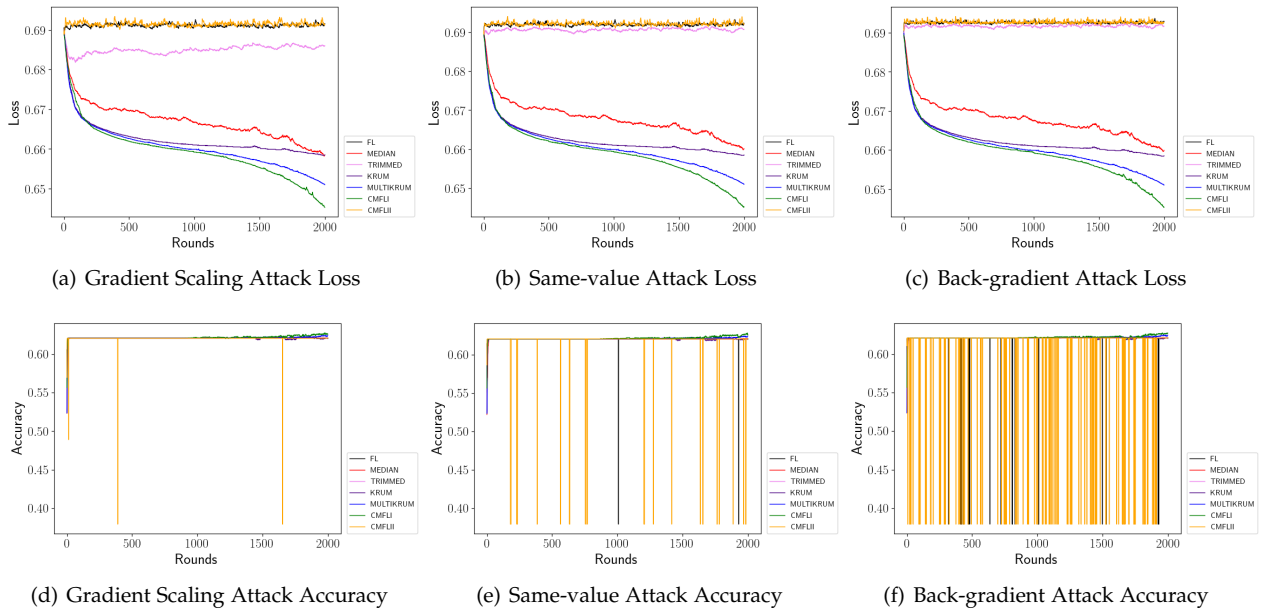 0.69
0.68
0.67
0.66
0.65
Loss
0
500
1000
1500
2000
Rounds
FL
MEDIAN
TRIMMED
KRUM
MULTIKRUM
CMFLI
CMFLII
(a) Gradient Scaling Attack Loss
0.69
0.68
0.67
0.66
0.65
Loss
0
500
1000
1500
2000
Rounds
FL
MEDIAN
TRIMMED
KRUM
MULTIKRUM
CMFLI
CMFLII
(b) Same-value Attack Loss
0.69
0.68
0.67
0.66
0.65
Loss
0
500
1000
1500
2000
Rounds
FL
MEDIAN
TRIMMED
KRUM
MULTIKRUM
CMFLI
CMFLII
(c) Back-gradient Attack Loss
0.60
0.55
0.50
0.45
0.40
Accuracy
0
500
1000
1500
2000
Rounds
FL
MEDIAN
TRIMMED
KRUM
MULTIKRUM
CMFLI
CMFLII
(d) Gradient Scaling Attack Accuracy
0.60
0.55
0.50
0.45
0.40
Accuracy
0
500
1000
1500
2000
Rounds
FL
MEDIAN
TRIMMED
KRUM
MULTIKRUM
CMFLI
CMFLII
(e) Same-value Attack Accuracy
0.60
0.55
0.50
0.45
0.40
Accuracy
0
500
1000
1500
2000
Rounds
FL
MEDIAN
TRIMMED
KRUM
MULTIKRUM
CMFLI
CMFLII
(f) Back-gradient Attack Accuracy